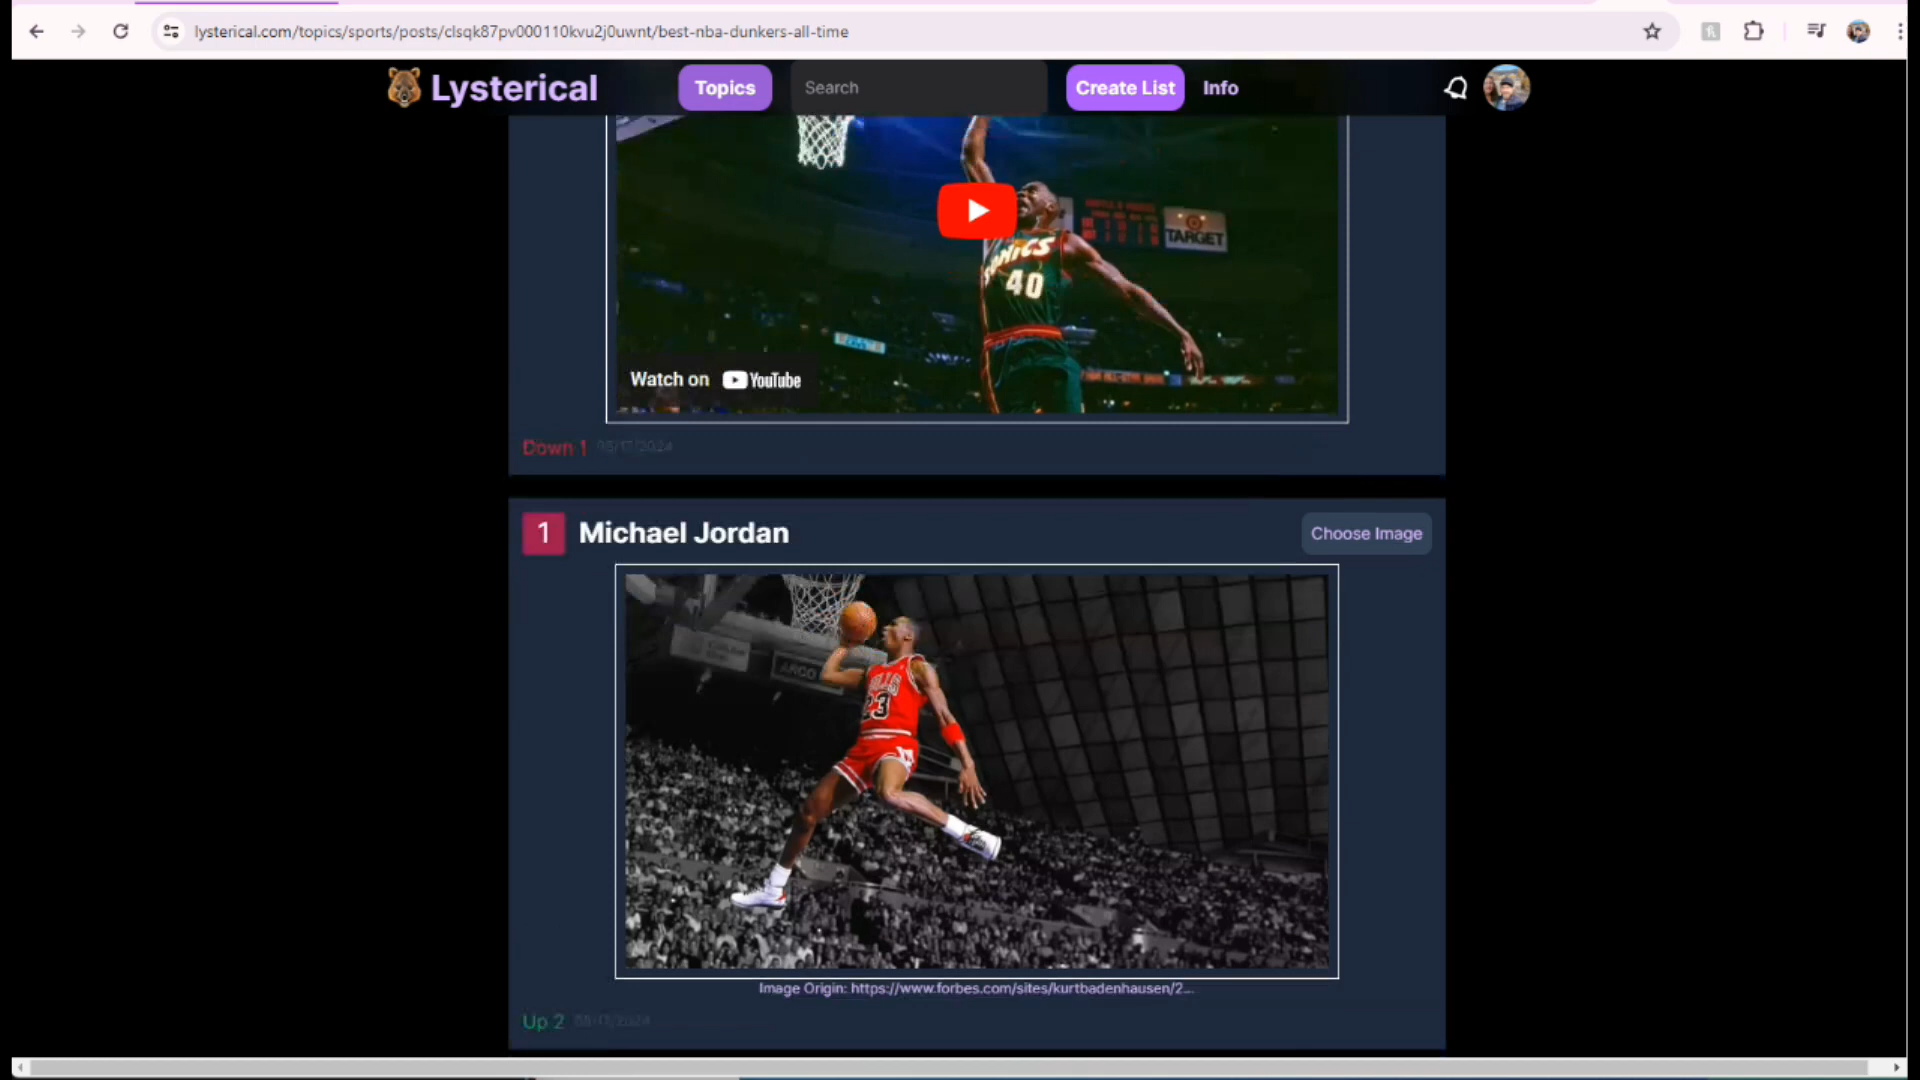 lysterical.com/topics/sports/posts/clsqk87pv000110kvu2j0uwnt/best-nba-dunkers-all-time
Lysterical
Topics
Search
Create List
Info
TARGET
SONICS
40
Watch on YouTube
Down 1
1
Michael Jordan
Choose Image
ARCO
BULLS
23
Image Origin: https://www.forbes.com/sites/kurtbadenhausen/2...
Up 2